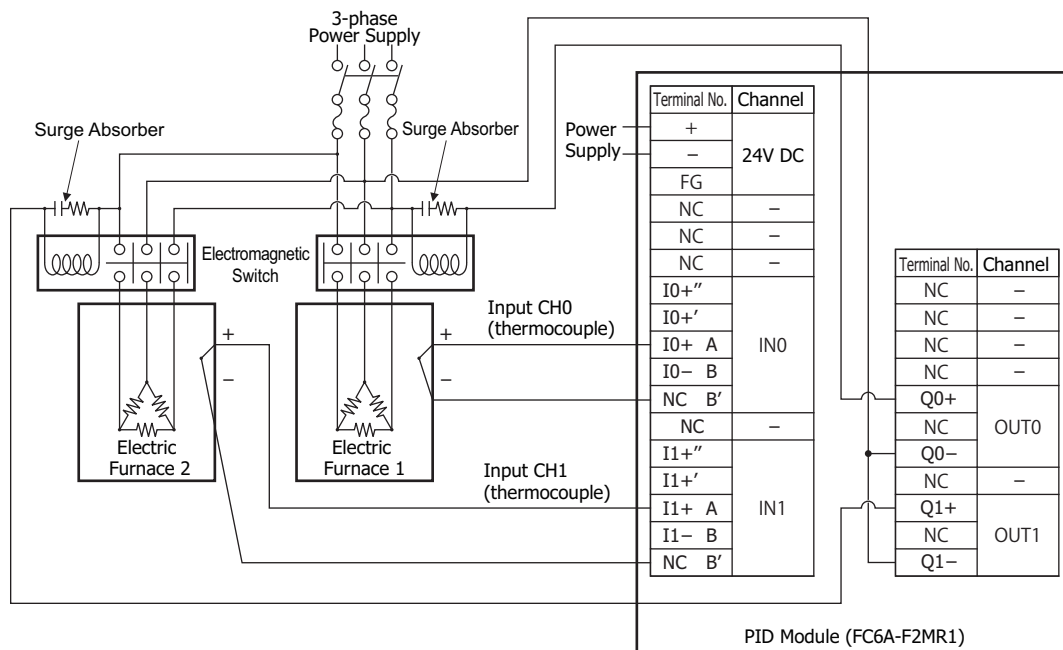 3-phase
Power Supply
Surge Absorber
Surge Absorber
Electromagnetic
Switch
+
−
+
−
Electric
Furnace 2
Electric
Furnace 1
Input CH0
(thermocouple)
Input CH1
(thermocouple)
Power
Supply
Terminal No. Channel
+
− 24V DC
FG
NC −
NC −
NC −
I0+″
I0+′
I0+ A IN0
I0− B
NC B′
NC −
I1+″
I1+′
I1+ A IN1
I1− B
NC B′
Terminal No. Channel
NC −
NC −
NC −
NC −
Q0+
NC OUT0
Q0−
NC −
Q1+
NC OUT1
Q1−
PID Module (FC6A-F2MR1)